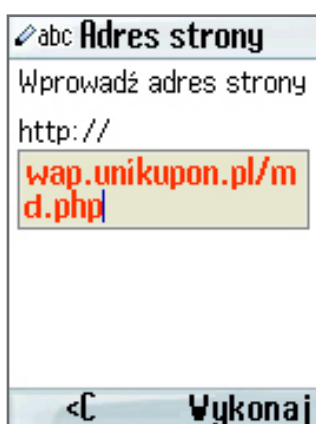 abc Adres strony
Wprowadź adres strony
http://
wap.unikupon.pl/m
d.php
<C Wykonaj